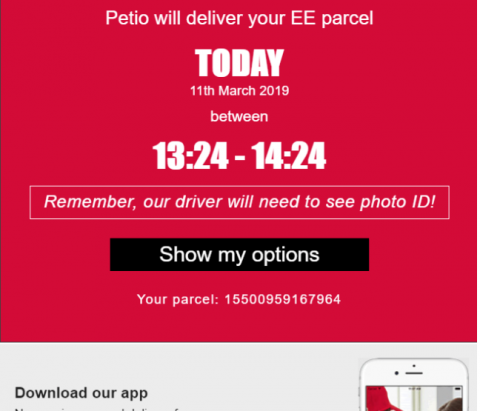 Petio will deliver your EE parcel
TODAY
11th March 2019
between
13:24 - 14:24
Remember, our driver will need to see photo ID!
Show my options
Your parcel: 15500959167964
Download our app